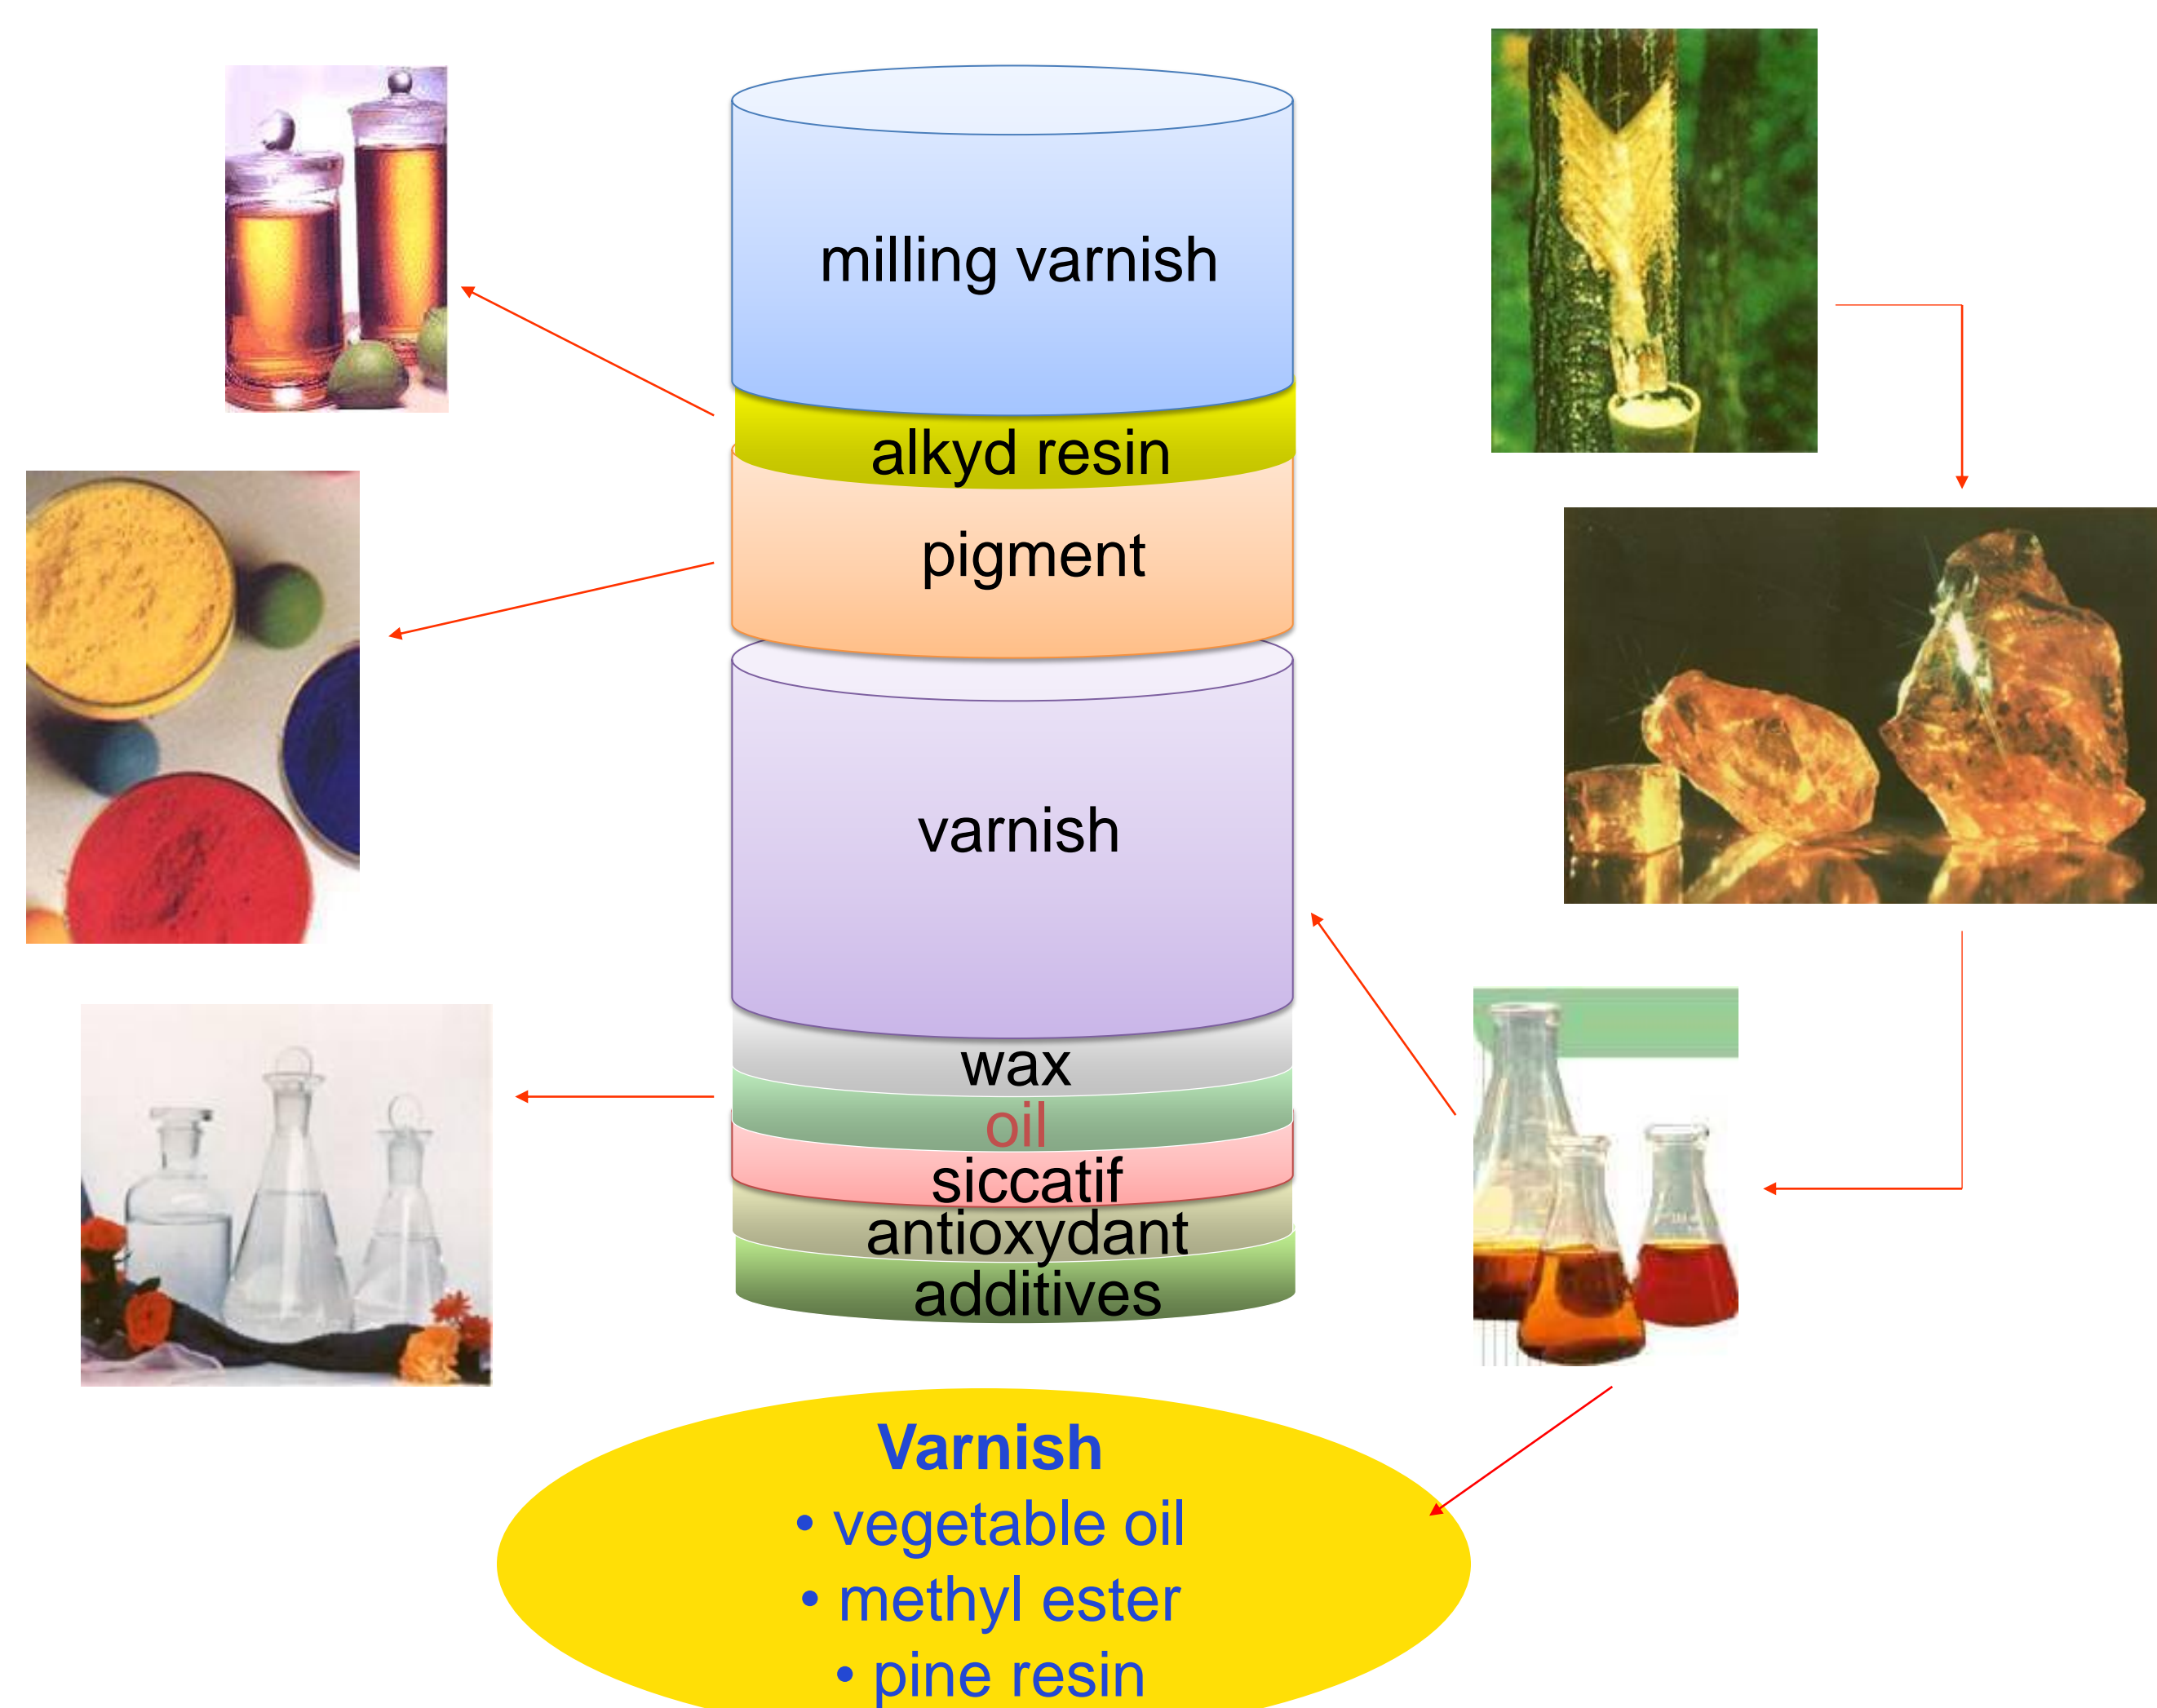 milling varnish
alkyd resin
pigment
varnish
wax
oil
siccatif
antioxydant
additives
Varnish
• vegetable oil
• methyl ester
• pine resin